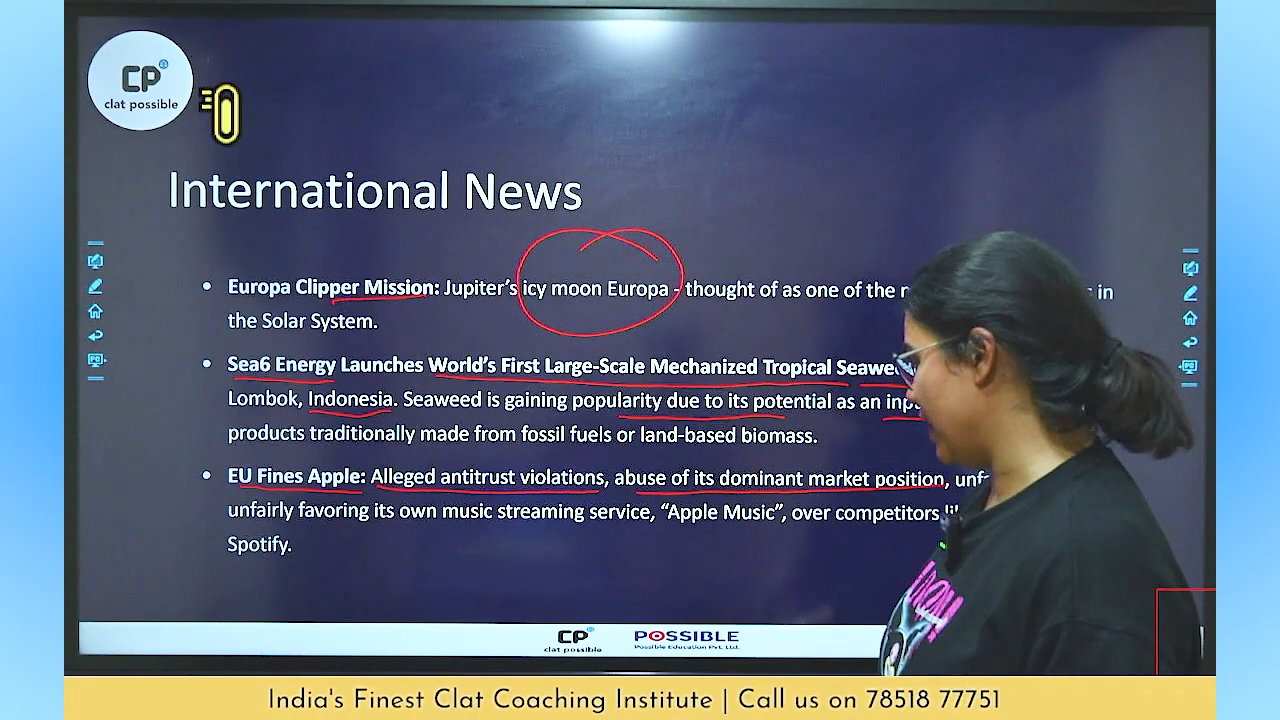 CP
clat possible
International News
• Europa Clipper Mission: Jupiter's icy moon Europa - thought of as one of the in
the Solar System.
• Sea6 Energy Launches World's First Large-Scale Mechanized Tropical
Lombok, Indonesia. Seaweed is gaining popularity due to its potential as an
products traditionally made from fossil fuels or land-based biomass.
• EU Fines Apple: Alleged antitrust violations, abuse of its dominant market position,
unfairly favoring its own music streaming service, “Apple Music”, over competitors
Spotify.
CP
clat possible
POSSIBLE
Possible Education Pvt. Ltd.
India's Finest Clat Coaching Institute | Call us on 78518 77751